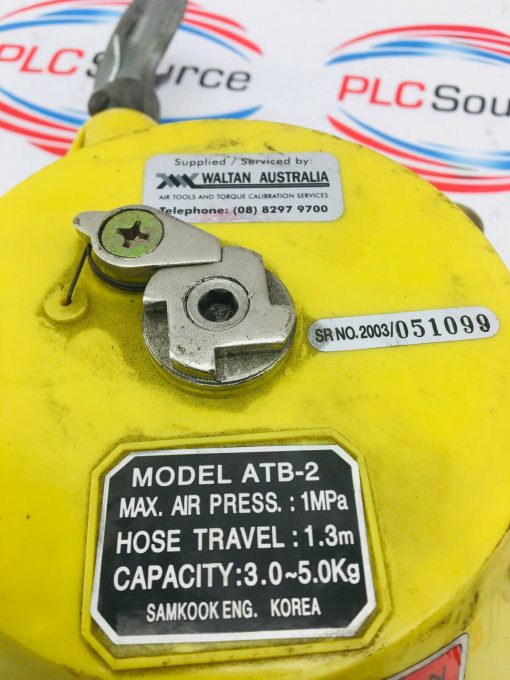 PLC Source
PLC Sour
Supplied / Serviced by:
WALTAN AUSTRALIA
AIR TOOLS AND TORQUE CALIBRATION SERVICES
Telephone: (08) 8297 9700
SR NO. 2003/051099
MODEL ATB-2
MAX. AIR PRESS. : 1MPa
HOSE TRAVEL : 1.3m
CAPACITY : 3.0~5.0Kg
SAMKOOK ENG. KOREA